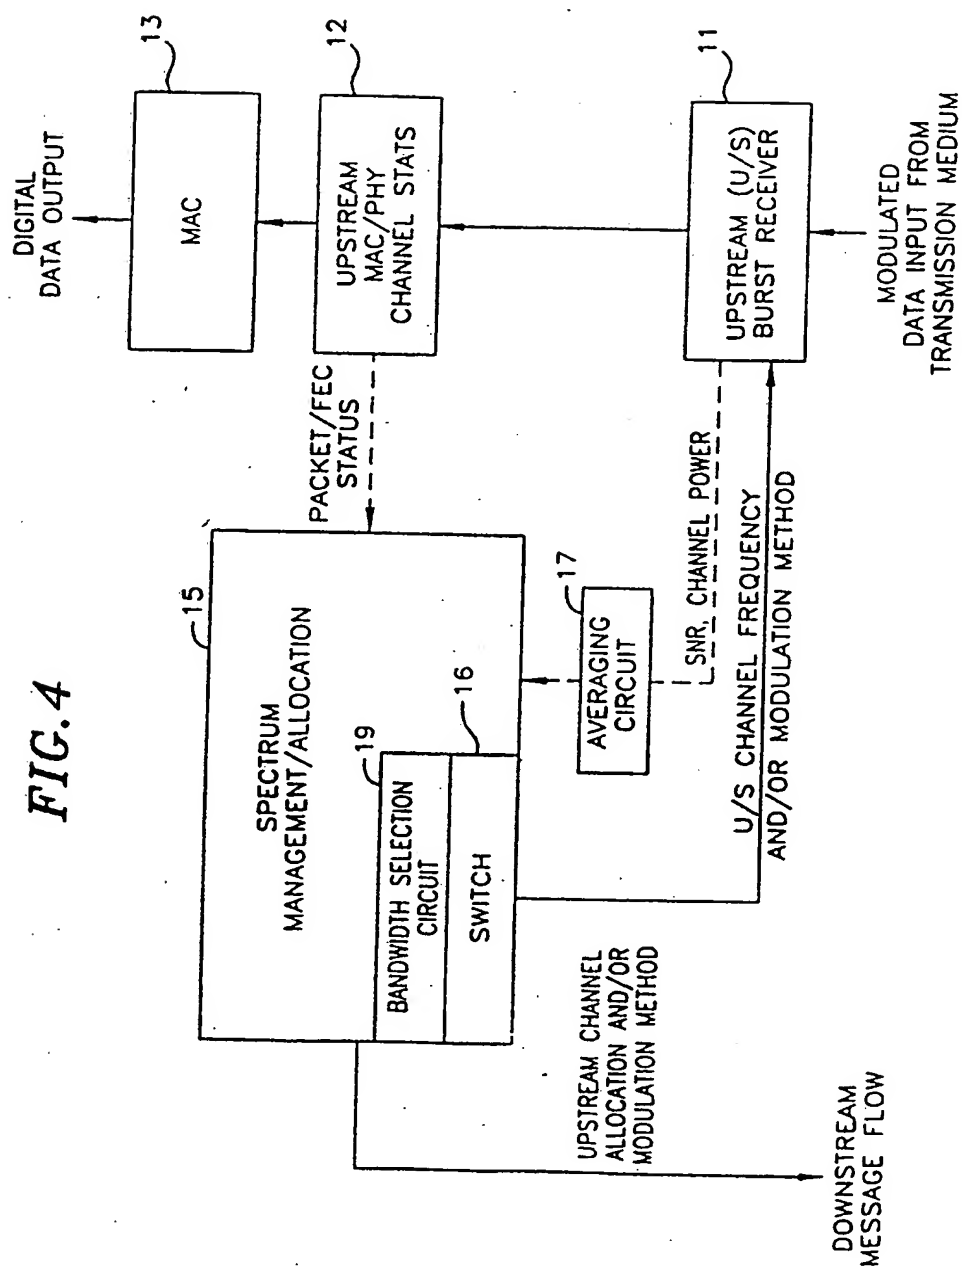 FIG.4
15
SPECTRUM
MANAGEMENT/ALLOCATION
19
BANDWIDTH SELECTION
CIRCUIT
16
SWITCH
UPSTREAM CHANNEL
ALLOCATION AND/OR
MODULATION METHOD
DOWNSTREAM
MESSAGE FLOW
PACKET/FEC
STATUS
17
AVERAGING
CIRCUIT
SNR, CHANNEL POWER
U/S CHANNEL FREQUENCY
AND/OR MODULATION METHOD
DIGITAL
DATA OUTPUT
13
MAC
12
UPSTREAM
MAC/PHY
CHANNEL STATS
11
UPSTREAM (U/S)
BURST RECEIVER
MODULATED
DATA INPUT FROM
TRANSMISSION MEDIUM